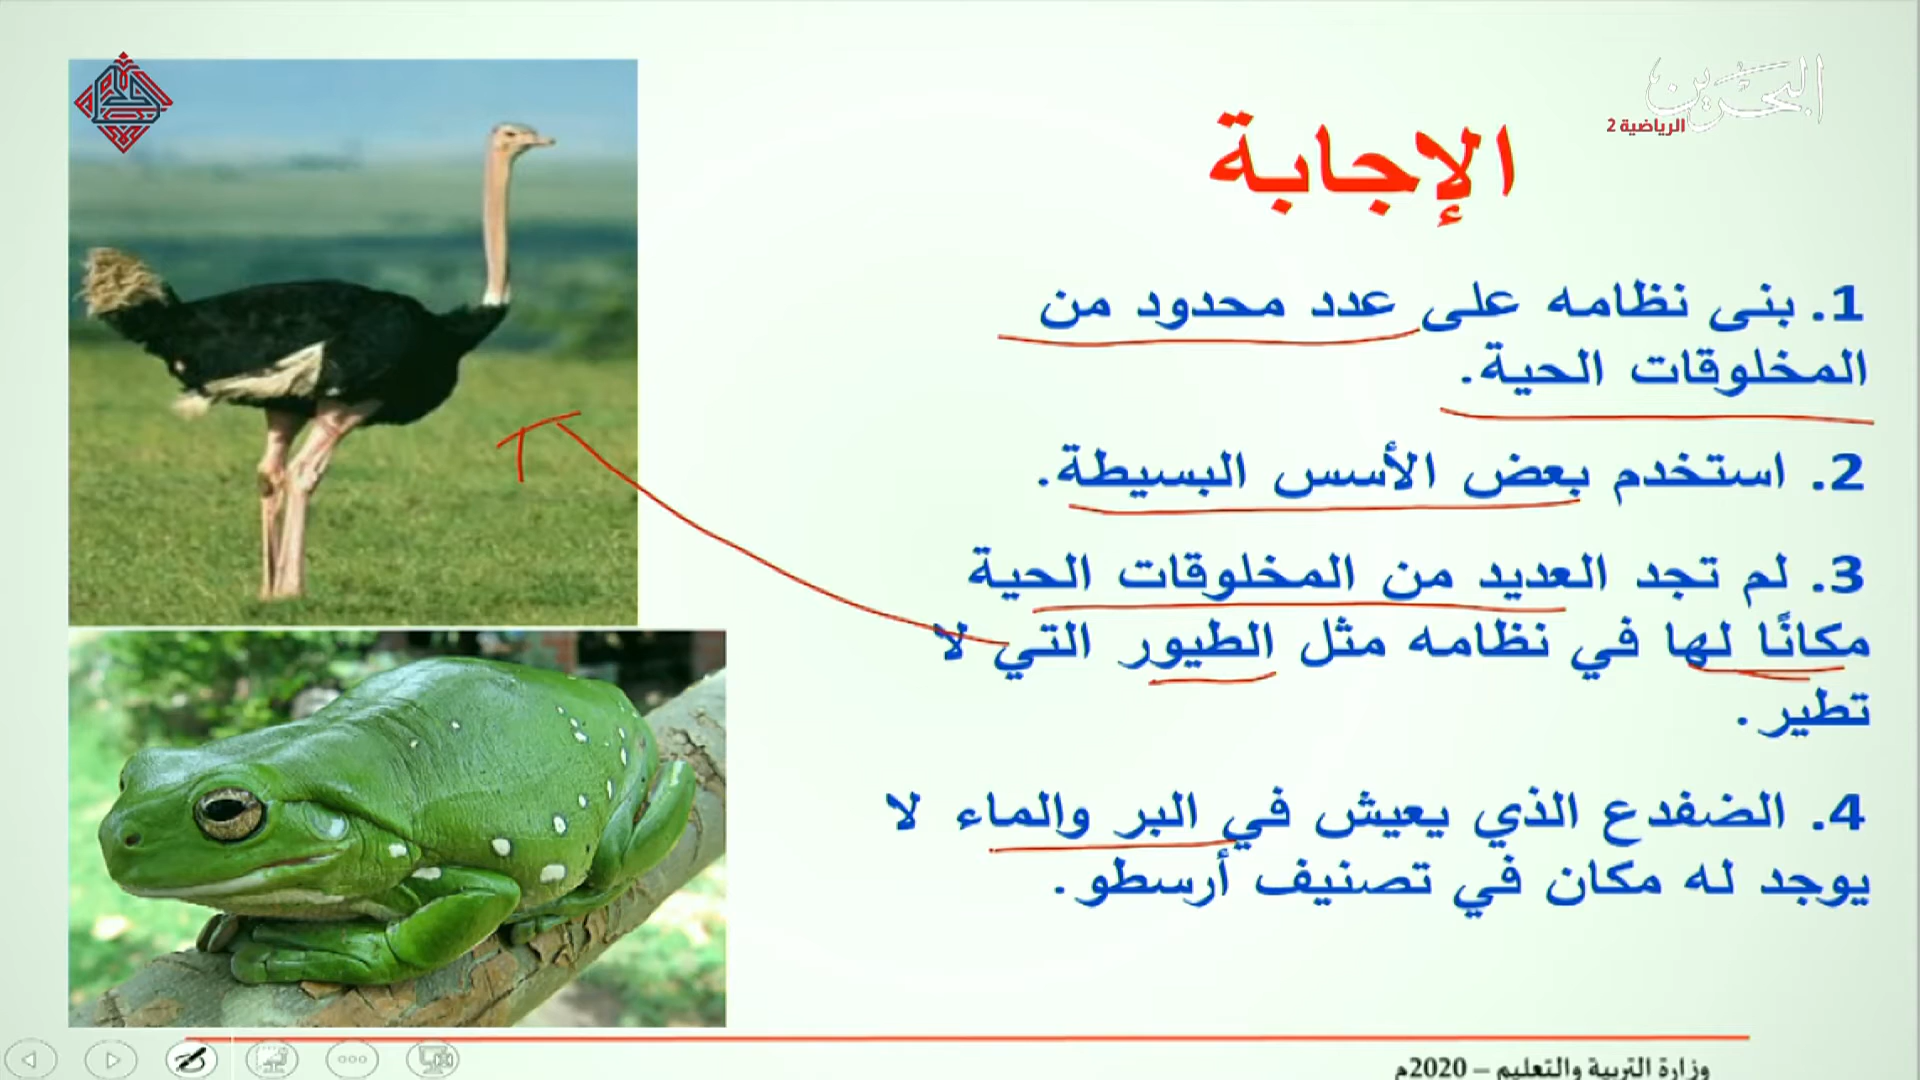 البحرين
الرياضية 2
الإجابة
1. بنى نظامه على عدد محدود من
المخلوقات الحية.
2. استخدم بعض الأسس البسيطة.
3. لم تجد العديد من المخلوقات الحية
مكانًا لها في نظامه مثل الطيور التي لا
تطير.
4. الضفدع الذي يعيش في البر والماء لا
يوجد له مكان في تصنيف أرسطو.
وزارة التربية والتعليم – 2020م